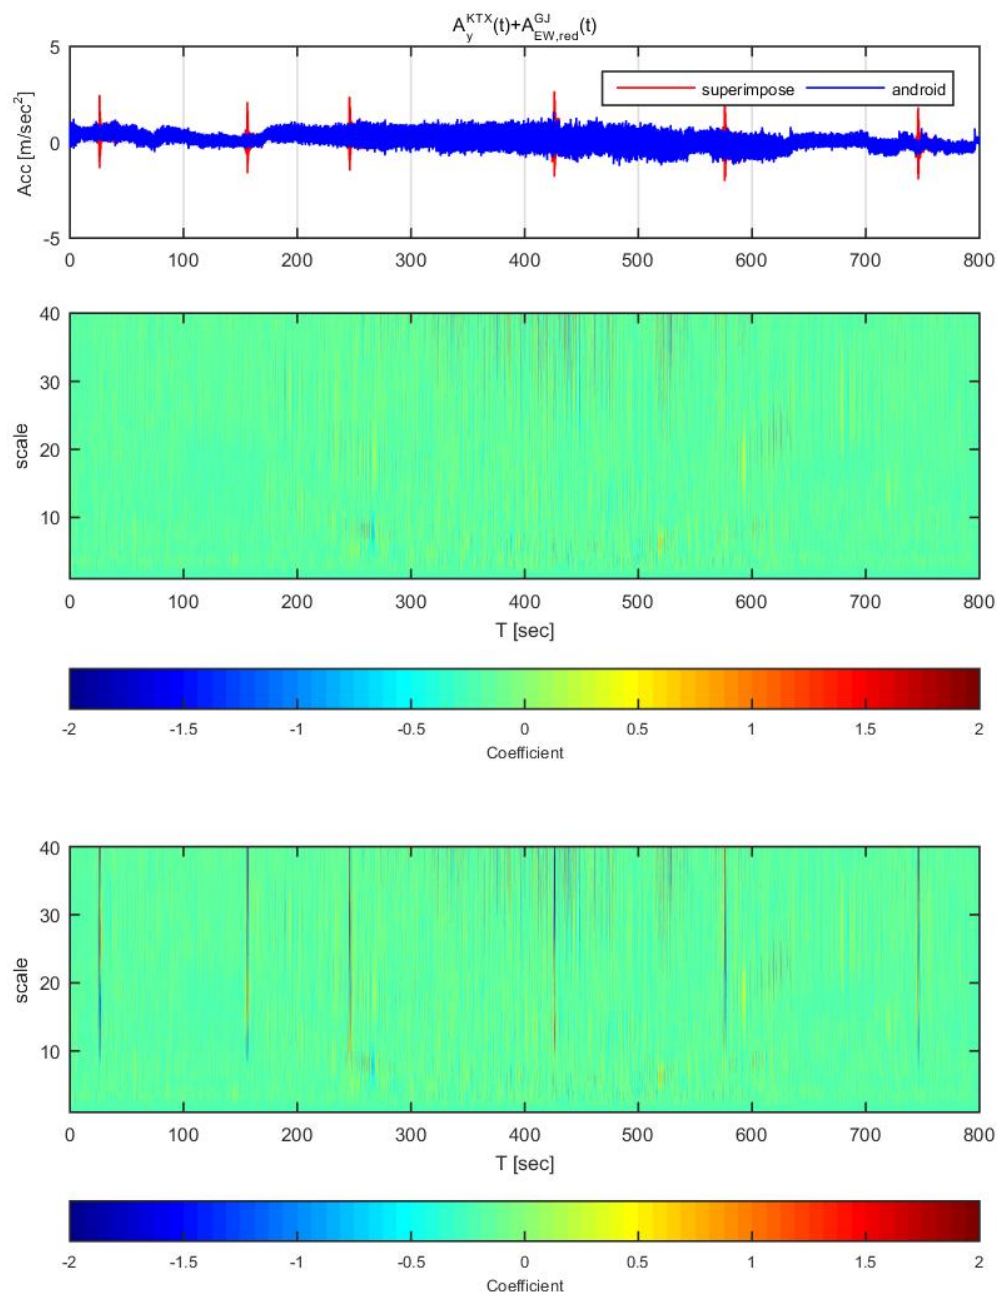 A_y^KTX(t)+A_EW,red^GJ(t)
5
superimpose android
0
-5
Acc [m/sec²]
0 100 200 300 400 500 600 700 800
40
30
20
10
scale
0 100 200 300 400 500 600 700 800
T [sec]
-2 -1.5 -1 -0.5 0 0.5 1 1.5 2
Coefficient
40
30
20
10
scale
0 100 200 300 400 500 600 700 800
T [sec]
-2 -1.5 -1 -0.5 0 0.5 1 1.5 2
Coefficient